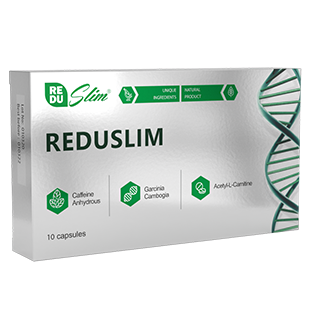 RE
DU
Slim®
UNIQUE
INGREDIENTS
NATURAL
PRODUCT
REDUSLIM
Caffeine
Anhydrous
Garcinia
Cambogia
Acetyl-L-Carnitine
10 capsules